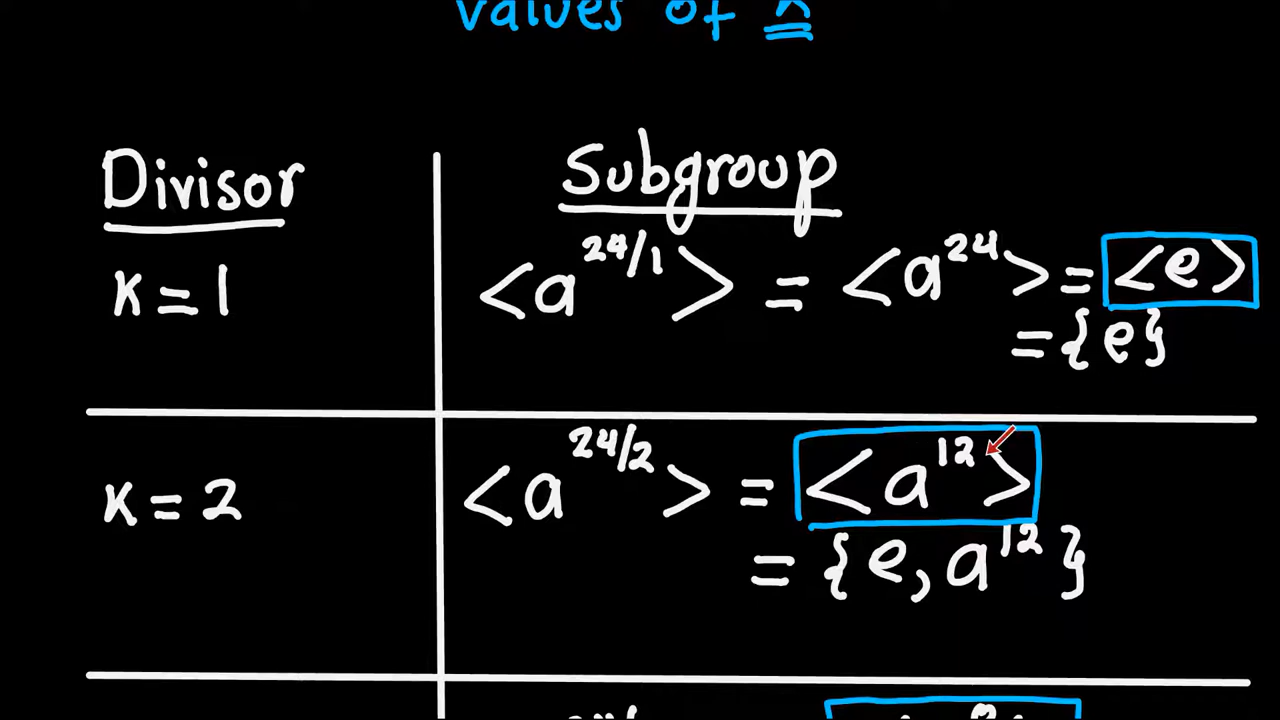 values of k
Divisor
Subgroup
K = 1
<a^24/1> = <a^24> = <e>
= {e}
K = 2
<a^24/2> = <a^12>
= {e, a^12}